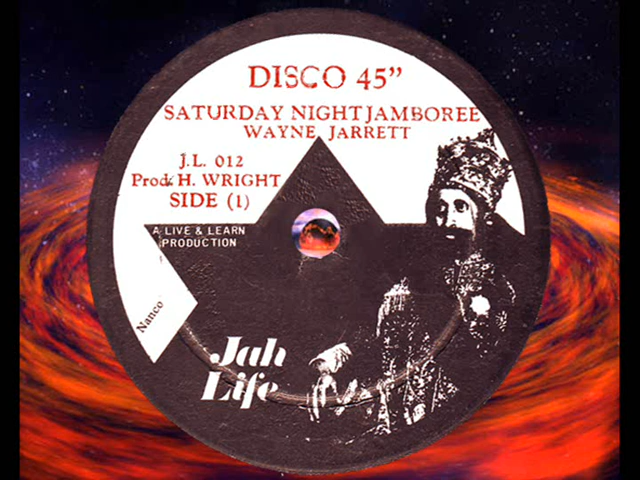 DISCO 45”
SATURDAY NIGHT JAMBOREE
WAYNE JARRETT
J.L. 012
Prod. H. WRIGHT
SIDE (1)
A LIVE & LEARN
PRODUCTION
Nanco
Jah
Life